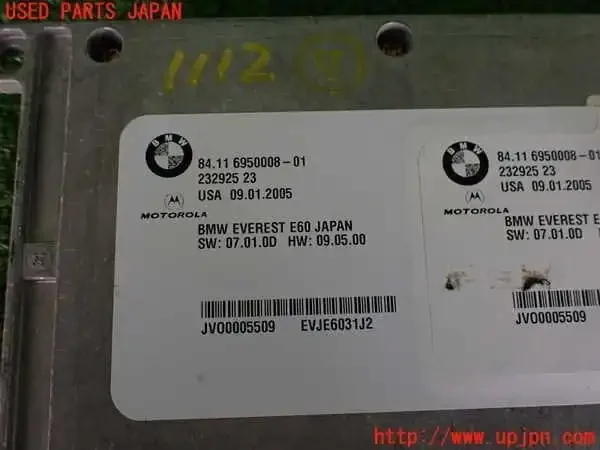 USED PARTS JAPAN
1112
BMW
84.11 6950008-01
232925 23
USA 09.01.2005
MOTOROLA
BMW EVEREST E60 JAPAN
SW: 07.01.0D HW: 09.05.00
JV00005509 EVJE6031J2
BMW
84.11 6950008-01
232925 23
USA 09.01.2005
MOTOROLA
BMW EVEREST E
SW: 07.01.0D
JV00005509
http://www.upjpn.com/